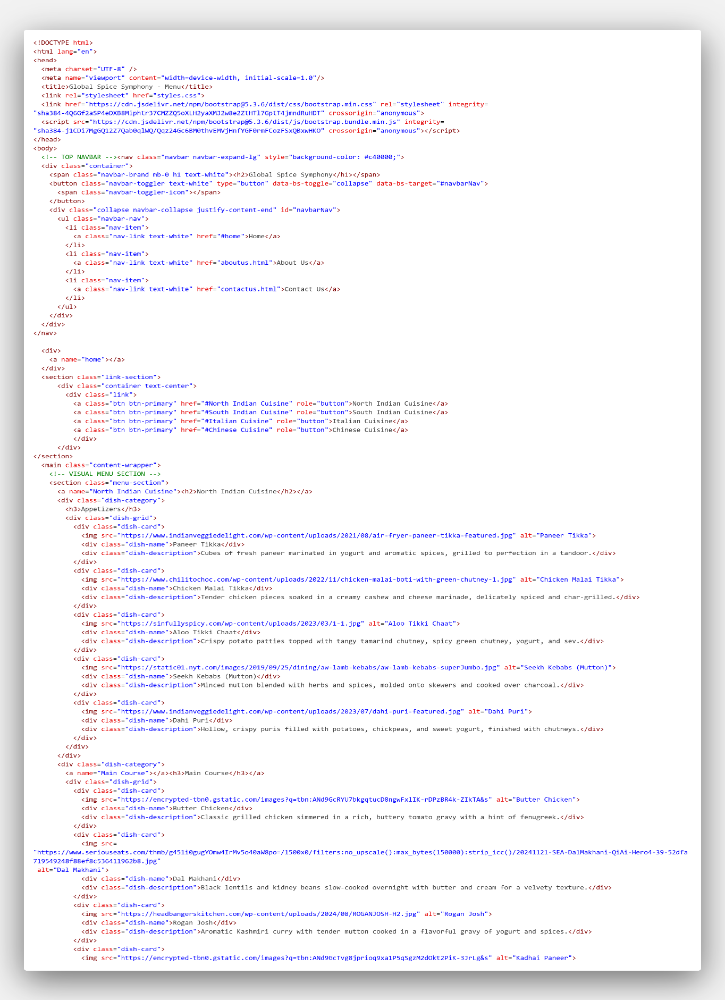 <!DOCTYPE html>
<html lang="en">
<head>
  <meta charset="UTF-8" />
  <meta name="viewport" content="width=device-width, initial-scale=1.0"/>
  <title>Global Spice Symphony - Menu</title>
  <link rel="stylesheet" href="styles.css">
  <link href="https://cdn.jsdelivr.net/npm/bootstrap@5.3.6/dist/css/bootstrap.min.css" rel="stylesheet" integrity=
"sha384-4Q6Gf2aSP4eDXB8Miphtr37CMZZQ5oXLH2yaXMJ2w8e2ZtHTl7GptT4jmndRuHDT" crossorigin="anonymous">
  <script src="https://cdn.jsdelivr.net/npm/bootstrap@5.3.6/dist/js/bootstrap.bundle.min.js" integrity=
"sha384-j1CDi7MgGQ12Z7Qab0qlWQ/Qqz24Gc6BM0thvEMVjHnfYGF0rmFCozFSxQBxwHKO" crossorigin="anonymous"></script>
</head>
<body>
  <!-- TOP NAVBAR --><nav class="navbar navbar-expand-lg" style="background-color: #c40000;">
  <div class="container">
    <span class="navbar-brand mb-0 h1 text-white"><h2>Global Spice Symphony</h1></span>
    <button class="navbar-toggler text-white" type="button" data-bs-toggle="collapse" data-bs-target="#navbarNav">
      <span class="navbar-toggler-icon"></span>
    </button>
    <div class="collapse navbar-collapse justify-content-end" id="navbarNav">
      <ul class="navbar-nav">
        <li class="nav-item">
          <a class="nav-link text-white" href="#home">Home</a>
        </li>
        <li class="nav-item">
          <a class="nav-link text-white" href="aboutus.html">About Us</a>
        </li>
        <li class="nav-item">
          <a class="nav-link text-white" href="contactus.html">Contact Us</a>
        </li>
      </ul>
    </div>
  </div>
</nav>

  <div>
    <a name="home"></a>
  </div>
  <section class="link-section">
      <div class="container text-center">
        <div class="link">
          <a class="btn btn-primary" href="#North Indian Cuisine" role="button">North Indian Cuisine</a>
          <a class="btn btn-primary" href="#South Indian Cuisine" role="button">South Indian Cuisine</a>
          <a class="btn btn-primary" href="#Italian Cuisine" role="button">Italian Cuisine</a>
          <a class="btn btn-primary" href="#Chinese Cuisine" role="button">Chinese Cuisine</a>
          </div>
      </div>
</section>
  <main class="content-wrapper">
    <!-- VISUAL MENU SECTION -->
    <section class="menu-section">
      <a name="North Indian Cuisine"><h2>North Indian Cuisine</h2></a>
      <div class="dish-category">
        <h3>Appetizers</h3>
        <div class="dish-grid">
          <div class="dish-card">
            <img src="https://www.indianveggiedelight.com/wp-content/uploads/2021/08/air-fryer-paneer-tikka-featured.jpg" alt="Paneer Tikka">
            <div class="dish-name">Paneer Tikka</div>
            <div class="dish-description">Cubes of fresh paneer marinated in yogurt and aromatic spices, grilled to perfection in a tandoor.</div>
          </div>
          <div class="dish-card">
            <img src="https://www.chilitochoc.com/wp-content/uploads/2022/11/chicken-malai-boti-with-green-chutney-1.jpg" alt="Chicken Malai Tikka">
            <div class="dish-name">Chicken Malai Tikka</div>
            <div class="dish-description">Tender chicken pieces soaked in a creamy cashew and cheese marinade, delicately spiced and char-grilled.</div>
          </div>
          <div class="dish-card">
            <img src="https://sinfullyspicy.com/wp-content/uploads/2023/03/1-1.jpg" alt="Aloo Tikki Chaat">
            <div class="dish-name">Aloo Tikki Chaat</div>
            <div class="dish-description">Crispy potato patties topped with tangy tamarind chutney, spicy green chutney, yogurt, and sev.</div>
          </div>
          <div class="dish-card">
            <img src="https://static01.nyt.com/images/2019/09/25/dining/aw-lamb-kebabs/aw-lamb-kebabs-superJumbo.jpg" alt="Seekh Kebabs (Mutton)">
            <div class="dish-name">Seekh Kebabs (Mutton)</div>
            <div class="dish-description">Minced mutton blended with herbs and spices, molded onto skewers and cooked over charcoal.</div>
          </div>
          <div class="dish-card">
            <img src="https://www.indianveggiedelight.com/wp-content/uploads/2023/07/dahi-puri-featured.jpg" alt="Dahi Puri">
            <div class="dish-name">Dahi Puri</div>
            <div class="dish-description">Hollow, crispy puris filled with potatoes, chickpeas, and sweet yogurt, finished with chutneys.</div>
          </div>
        </div>
      </div>
      <div class="dish-category">
        <a name="Main Course"></a><h3>Main Course</h3></a>
        <div class="dish-grid">
          <div class="dish-card">
            <img src="https://encrypted-tbn0.gstatic.com/images?q=tbn:ANd9GcRYU7bkgqtucD8ngwFxlIK-rDPzBR4k-ZIkTA&s" alt="Butter Chicken">
            <div class="dish-name">Butter Chicken</div>
            <div class="dish-description">Classic grilled chicken simmered in a rich, buttery tomato gravy with a hint of fenugreek.</div>
          </div>
          <div class="dish-card">
            <img src=
"https://www.seriouseats.com/thmb/g451i0gugYOmw4IrMv5o40aW8po=/1500x0/filters:no_upscale():max_bytes(150000):strip_icc()/20241121-SEA-DalMakhani-QiAi-Hero4-39-52dfa
719549248f88ef8c536411962b8.jpg"
 alt="Dal Makhani">
            <div class="dish-name">Dal Makhani</div>
            <div class="dish-description">Black lentils and kidney beans slow-cooked overnight with butter and cream for a velvety texture.</div>
          </div>
          <div class="dish-card">
            <img src="https://headbangerskitchen.com/wp-content/uploads/2024/08/ROGANJOSH-H2.jpg" alt="Rogan Josh">
            <div class="dish-name">Rogan Josh</div>
            <div class="dish-description">Aromatic Kashmiri curry with tender mutton cooked in a flavorful gravy of yogurt and spices.</div>
          </div>
          <div class="dish-card">
            <img src="https://encrypted-tbn0.gstatic.com/images?q=tbn:ANd9GcTvg8jprioq9xa1P5qSgzM2dOkt2PiK-3JrLg&s" alt="Kadhai Paneer">